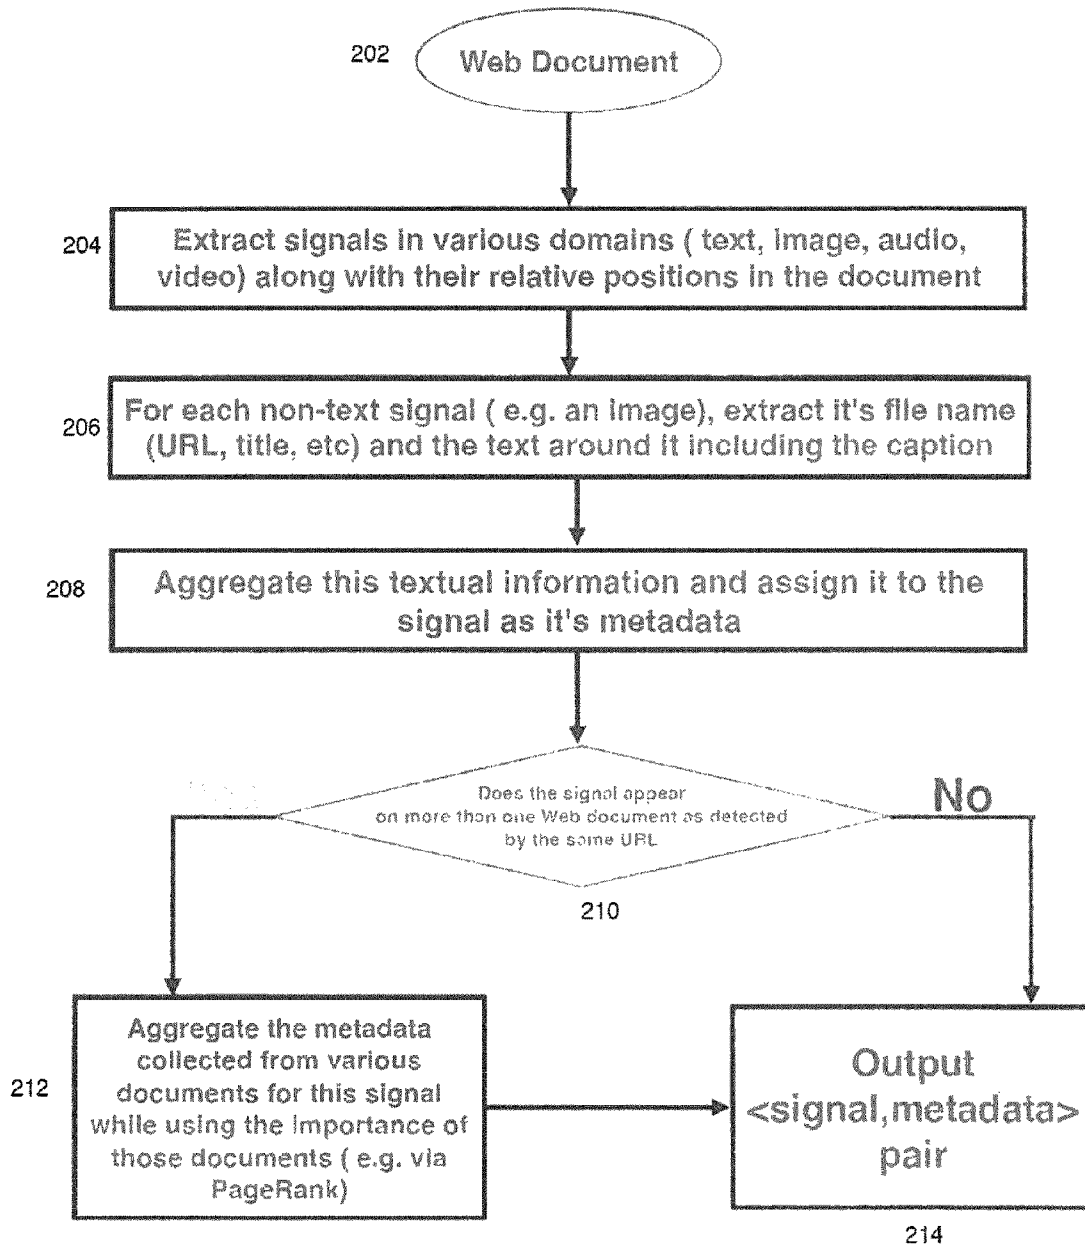 202
Web Document
204
Extract signals in various domains ( text, image, audio,
video) along with their relative positions in the document
206
For each non-text signal ( e.g. an image), extract it's file name
(URL, title, etc) and the text around it including the caption
208
Aggregate this textual information and assign it to the
signal as it's metadata
Does the signal appear
on more than one Web document as detected
by the same URL
No
210
212
Aggregate the metadata
collected from various
documents for this signal
while using the importance of
those documents ( e.g. via
PageRank)
Output
<signal,metadata>
pair
214